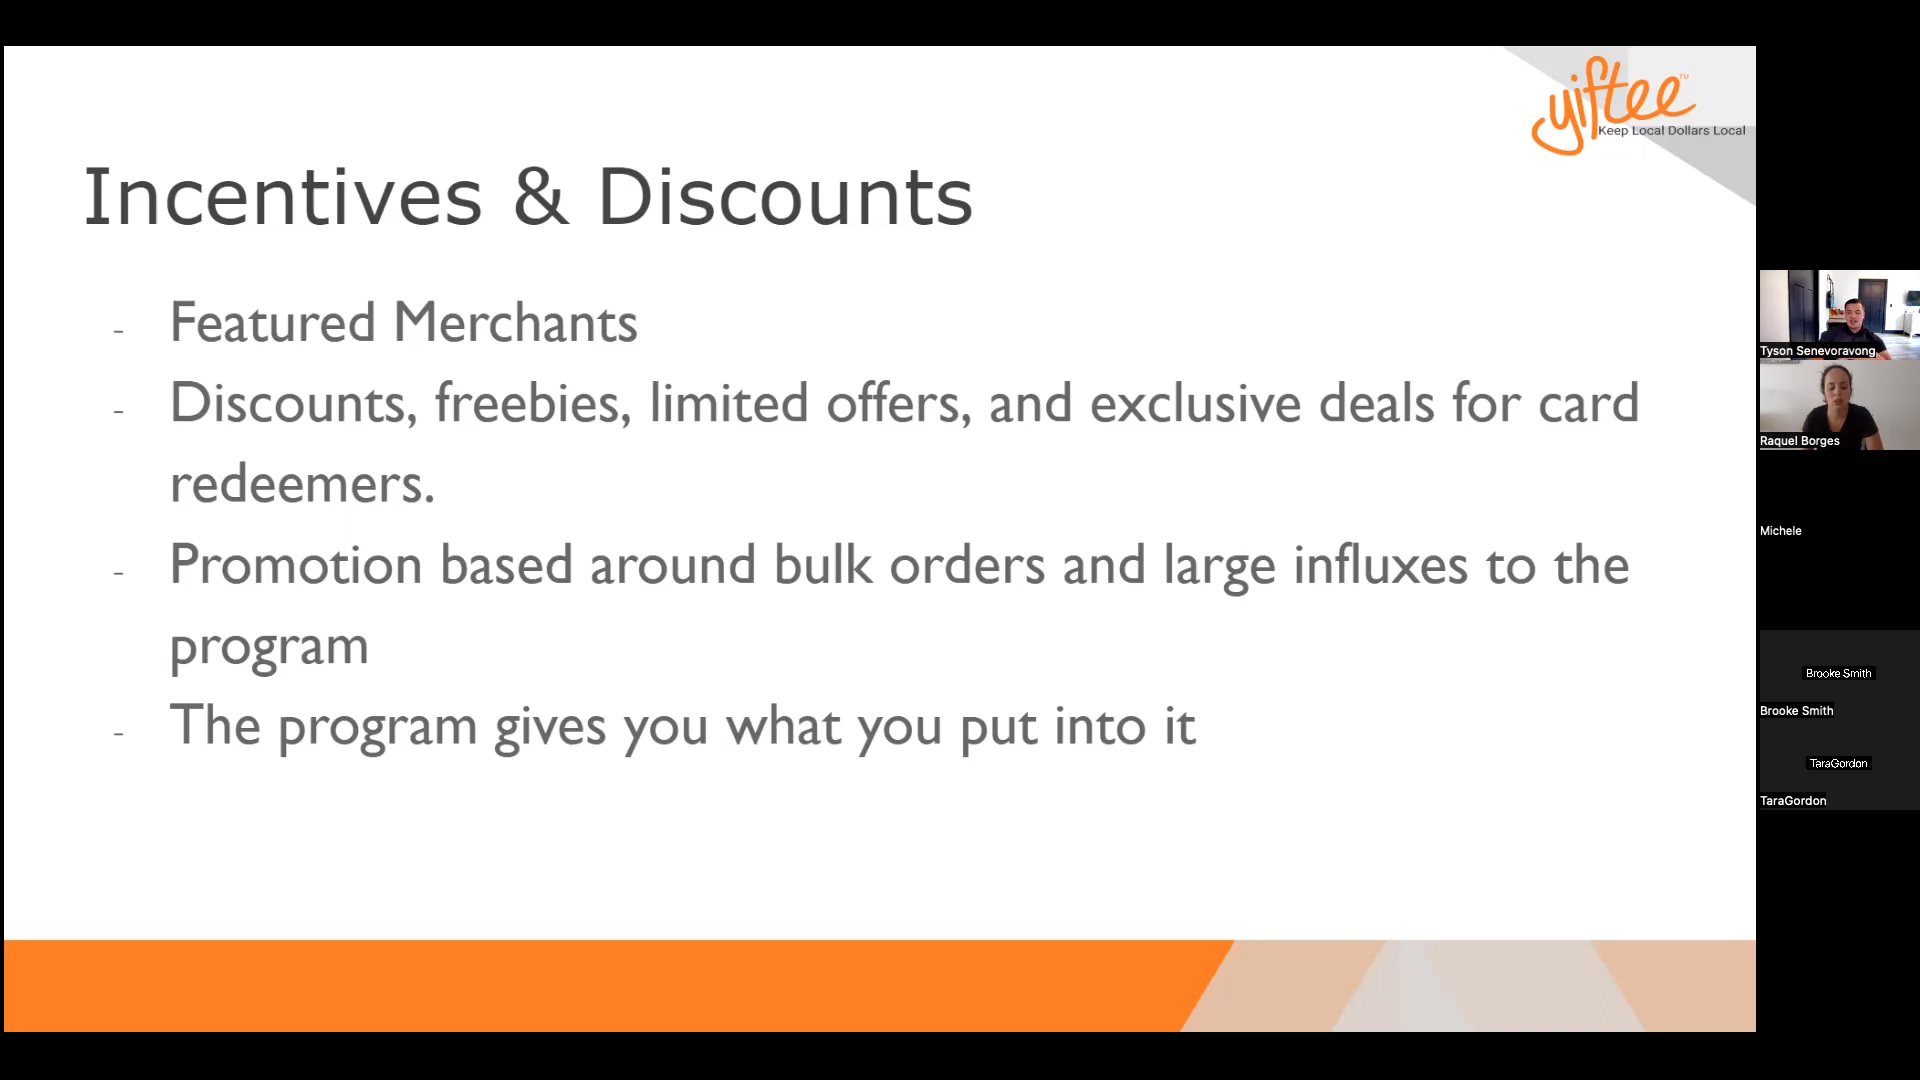 yiftee™
Keep Local Dollars Local
Incentives & Discounts
- Featured Merchants
- Discounts, freebies, limited offers, and exclusive deals for card
redeemers.
- Promotion based around bulk orders and large influxes to the
program
- The program gives you what you put into it
Tyson Senevoravong
Raquel Borges
Michele
Brooke Smith
Brooke Smith
TaraGordon
TaraGordon